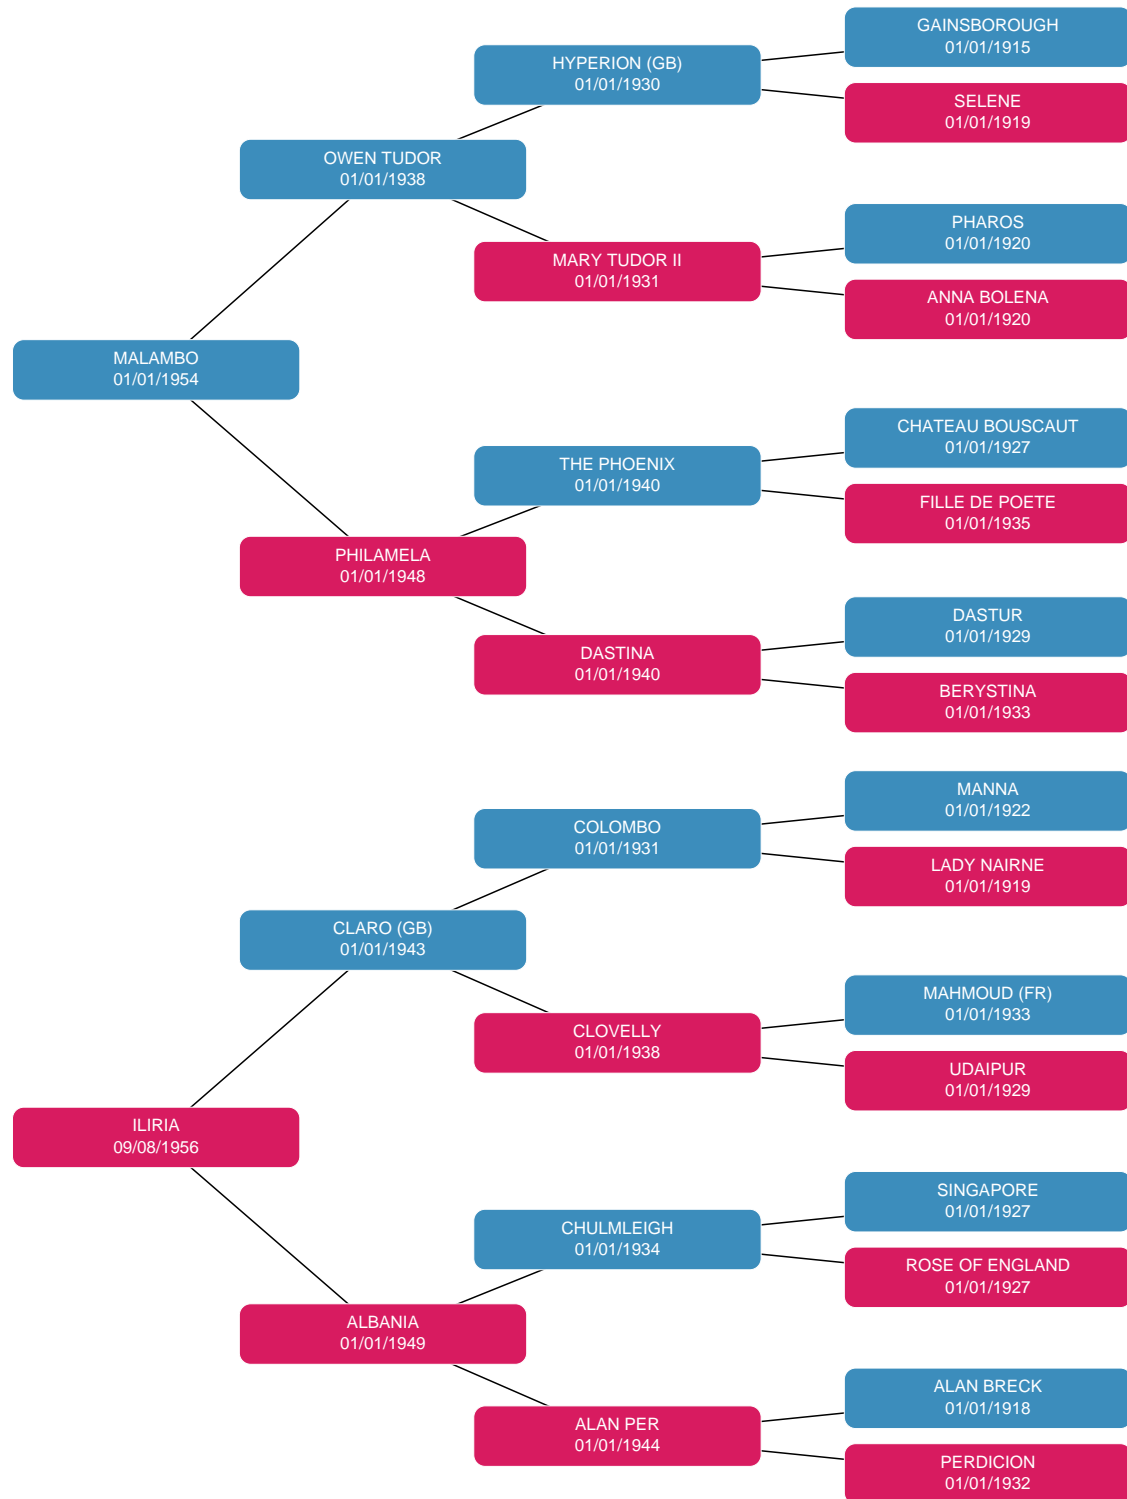 GAINSBOROUGH
01/01/1915
HYPERION (GB)
01/01/1930
SELENE
01/01/1919
OWEN TUDOR
01/01/1938
PHAROS
01/01/1920
MARY TUDOR II
01/01/1931
ANNA BOLENA
01/01/1920
MALAMBO
01/01/1954
CHATEAU BOUSCAUT
01/01/1927
THE PHOENIX
01/01/1940
FILLE DE POETE
01/01/1935
PHILAMELA
01/01/1948
DASTUR
01/01/1929
DASTINA
01/01/1940
BERYSTINA
01/01/1933
MANNA
01/01/1922
COLOMBO
01/01/1931
LADY NAIRNE
01/01/1919
CLARO (GB)
01/01/1943
MAHMOUD (FR)
01/01/1933
CLOVELLY
01/01/1938
UDAIPUR
01/01/1929
ILIRIA
09/08/1956
SINGAPORE
01/01/1927
CHULMLEIGH
01/01/1934
ROSE OF ENGLAND
01/01/1927
ALBANIA
01/01/1949
ALAN BRECK
01/01/1918
ALAN PER
01/01/1944
PERDICION
01/01/1932